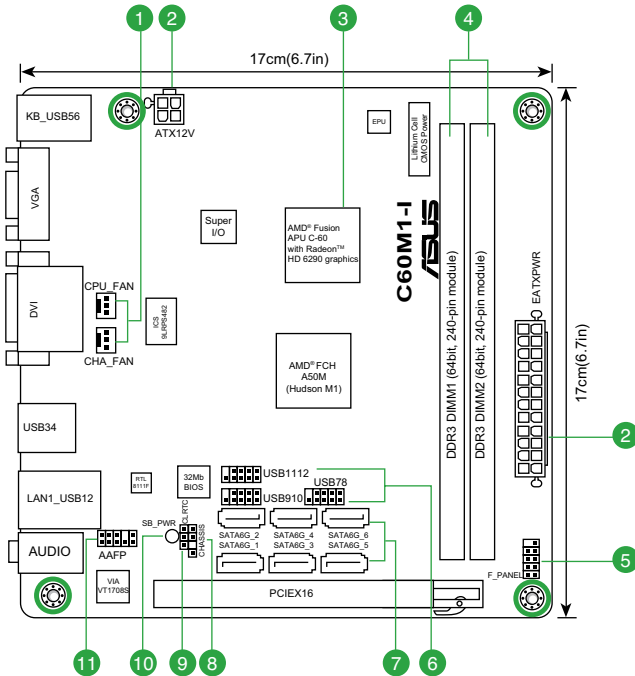 1
2
3
4
17cm(6.7in)
KB_USB56
ATX12V
EPU
Lithium Cell
CMOS Power
VGA
Super
I/O
AMD® Fusion
APU C-60
with Radeon™
HD 6290 graphics
C60M1-I
ASUS
DDR3 DIMM1 (64bit, 240-pin module)
DDR3 DIMM2 (64bit, 240-pin module)
EATXPWR
17cm(6.7in)
DVI
CPU_FAN
CHA_FAN
ICS
9LRPS482
AMD® FCH
A50M
(Hudson M1)
2
USB34
LAN1_USB12
RTL
8111F
32Mb
BIOS
USB1112
USB78
USB910
6
SB_PWR
CLRTC
CHASSIS
SATA6G_2
SATA6G_4
SATA6G_6
SATA6G_1
SATA6G_3
SATA6G_5
AUDIO
AAFP
F_PANEL
5
VIA
VT1708S
PCIEX16
11
10
9
8
7